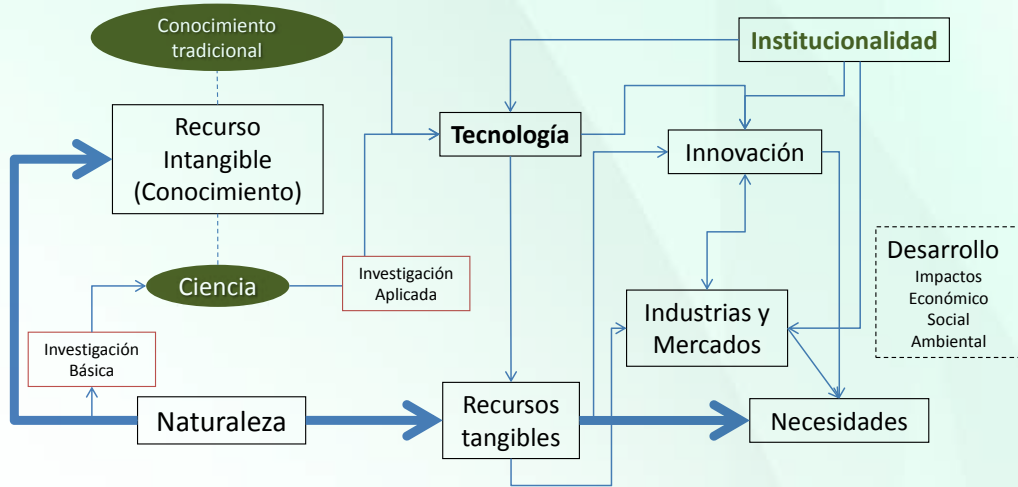 Conocimiento
tradicional
Institucionalidad
Recurso
Intangible
(Conocimiento)
Tecnología
Innovación
Ciencia
Investigación
Aplicada
Desarrollo
Impactos
Económico
Social
Ambiental
Industrias y
Mercados
Investigación
Básica
Naturaleza
Recursos
tangibles
Necesidades